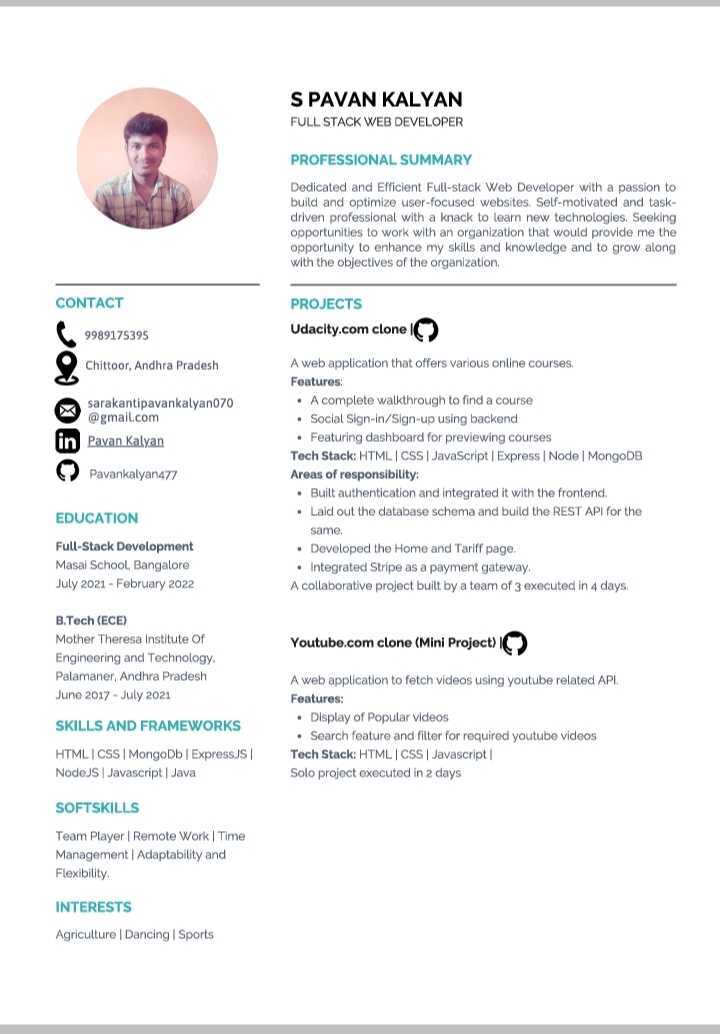 S PAVAN KALYAN
FULL STACK WEB DEVELOPER
PROFESSIONAL SUMMARY
Dedicated and Efficient Full-stack Web Developer with a passion to
build and optimize user-focused websites. Self-motivated and task-
driven professional with a knack to learn new technologies. Seeking
opportunities to work with an organization that would provide me the
opportunity to enhance my skills and knowledge and to grow along
with the objectives of the organization.
CONTACT
9989175395
Chittoor, Andhra Pradesh
sarakantipavankalyan070
@gmail.com
in
Pavan Kalyan
Pavankalyan477
EDUCATION
Full-Stack Development
Masai School, Bangalore
July 2021 - February 2022
B.Tech (ECE)
Mother Theresa Institute Of
Engineering and Technology,
Palamaner, Andhra Pradesh
June 2017 - July 2021
SKILLS AND FRAMEWORKS
HTML | CSS | MongoDb | ExpressJS |
NodeJS | Javascript | Java
SOFTSKILLS
Team Player | Remote Work | Time
Management | Adaptability and
Flexibility.
INTERESTS
Agriculture | Dancing | Sports
PROJECTS
Udacity.com clone |
A web application that offers various online courses.
Features:
• A complete walkthrough to find a course
• Social Sign-in/Sign-up using backend
• Featuring dashboard for previewing courses
Tech Stack: HTML | CSS | JavaScript | Express | Node | MongoDB
Areas of responsibility:
• Built authentication and integrated it with the frontend.
• Laid out the database schema and build the REST API for the
same.
• Developed the Home and Tariff page.
• Integrated Stripe as a payment gateway.
A collaborative project built by a team of 3 executed in 4 days.
Youtube.com clone (Mini Project) |
A web application to fetch videos using youtube related API.
Features:
• Display of Popular videos
• Search feature and filter for required youtube videos
Tech Stack: HTML | CSS | Javascript |
Solo project executed in 2 days